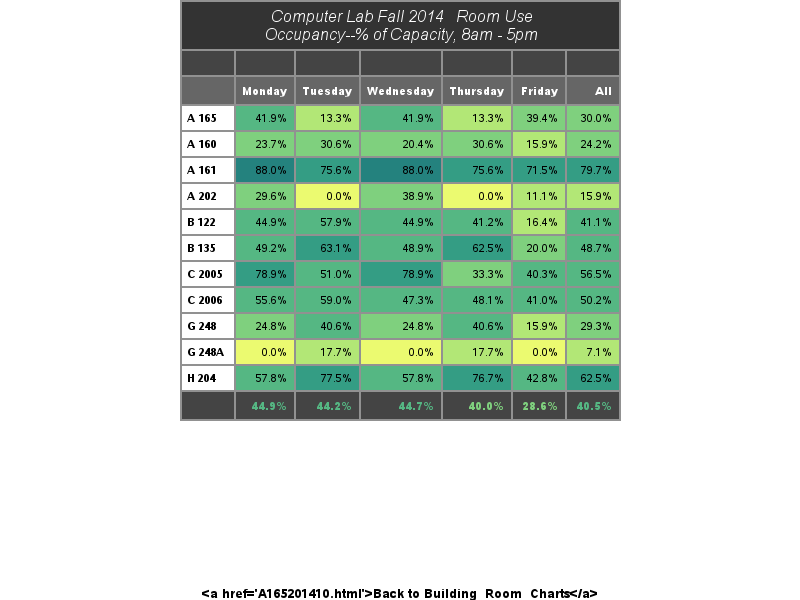 Computer Lab Fall 2014 Room Use
Occupancy--% of Capacity, 8am - 5pm
Monday Tuesday Wednesday Thursday Friday All
A 165 41.9% 13.3% 41.9% 13.3% 39.4% 30.0%
A 160 23.7% 30.6% 20.4% 30.6% 15.9% 24.2%
A 161 88.0% 75.6% 88.0% 75.6% 71.5% 79.7%
A 202 29.6% 0.0% 38.9% 0.0% 11.1% 15.9%
B 122 44.9% 57.9% 44.9% 41.2% 16.4% 41.1%
B 135 49.2% 63.1% 48.9% 62.5% 20.0% 48.7%
C 2005 78.9% 51.0% 78.9% 33.3% 40.3% 56.5%
C 2006 55.6% 59.0% 47.3% 48.1% 41.0% 50.2%
G 248 24.8% 40.6% 24.8% 40.6% 15.9% 29.3%
G 248A 0.0% 17.7% 0.0% 17.7% 0.0% 7.1%
H 204 57.8% 77.5% 57.8% 76.7% 42.8% 62.5%
44.9% 44.2% 44.7% 40.0% 28.6% 40.5%
<a href='A165201410.html'>Back to Building Room Charts</a>